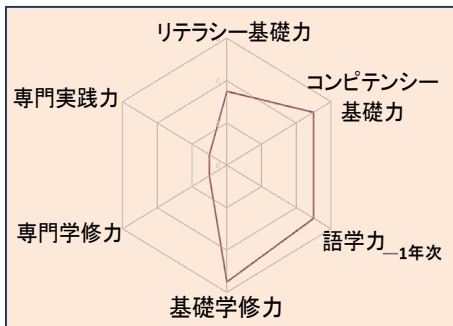 リテラシー基礎力
コンピテンシー
基礎力
専門実践力
専門学修力
語学力
1年次
基礎学修力